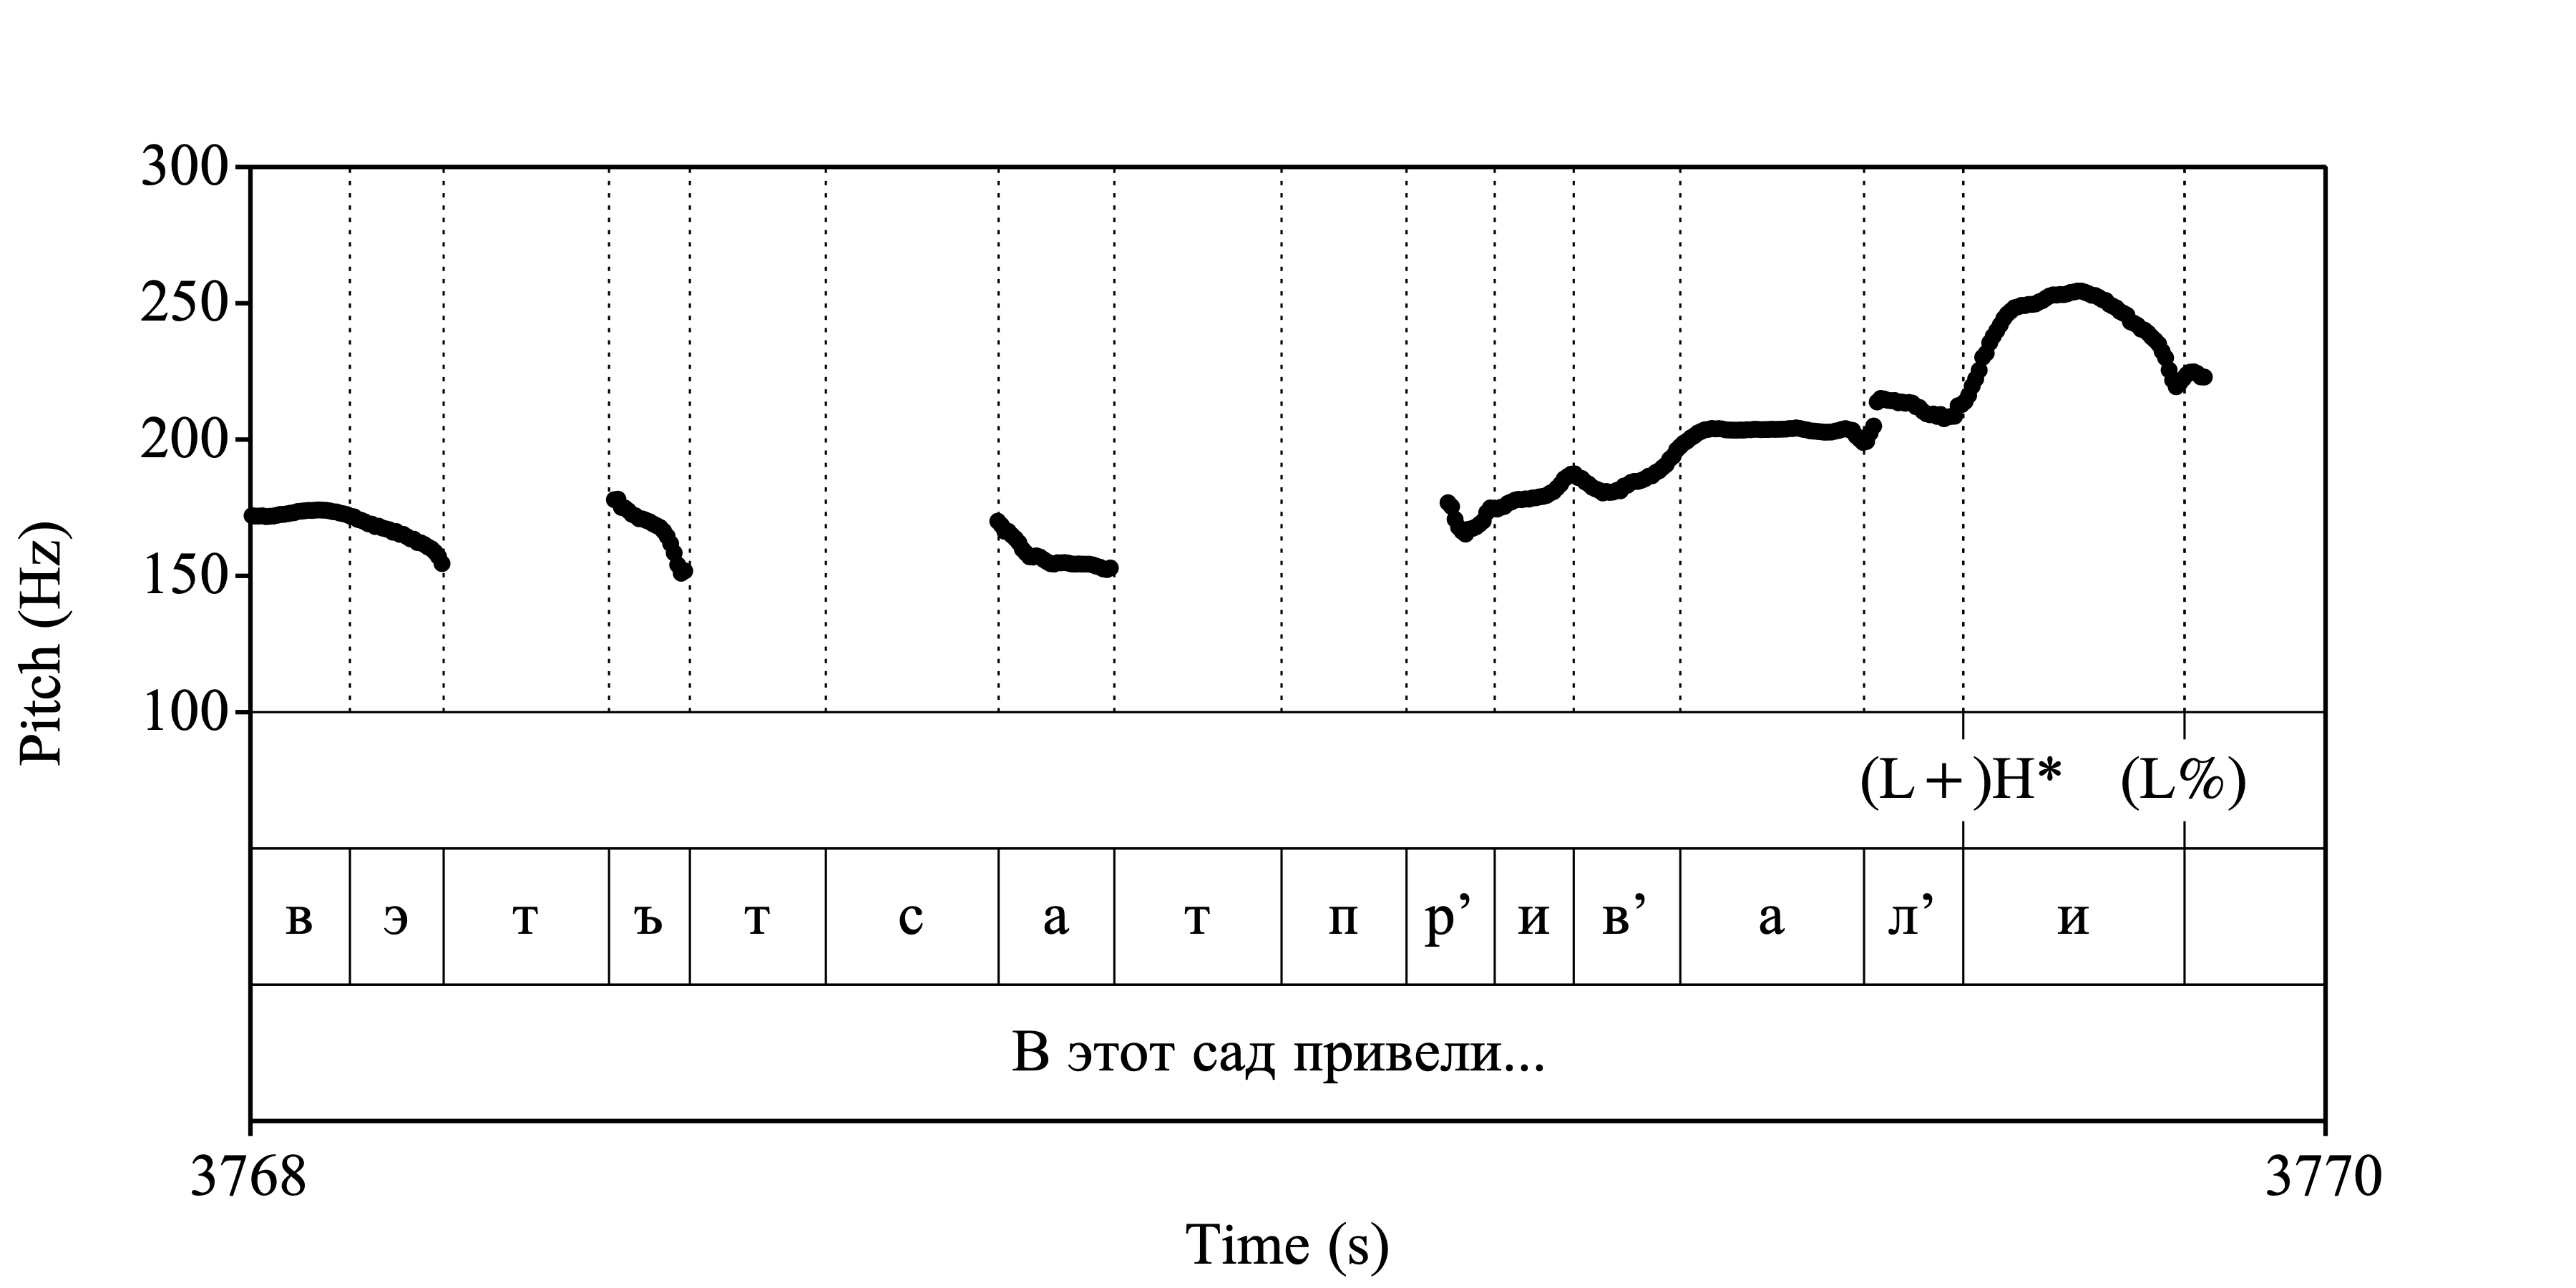 300
250
200
150
100
Pitch (Hz)
(L+)H* (L%)
в э т ъ т с а т п р’ и в’ а л’ и
В этот сад привели...
3768 3770
Time (s)